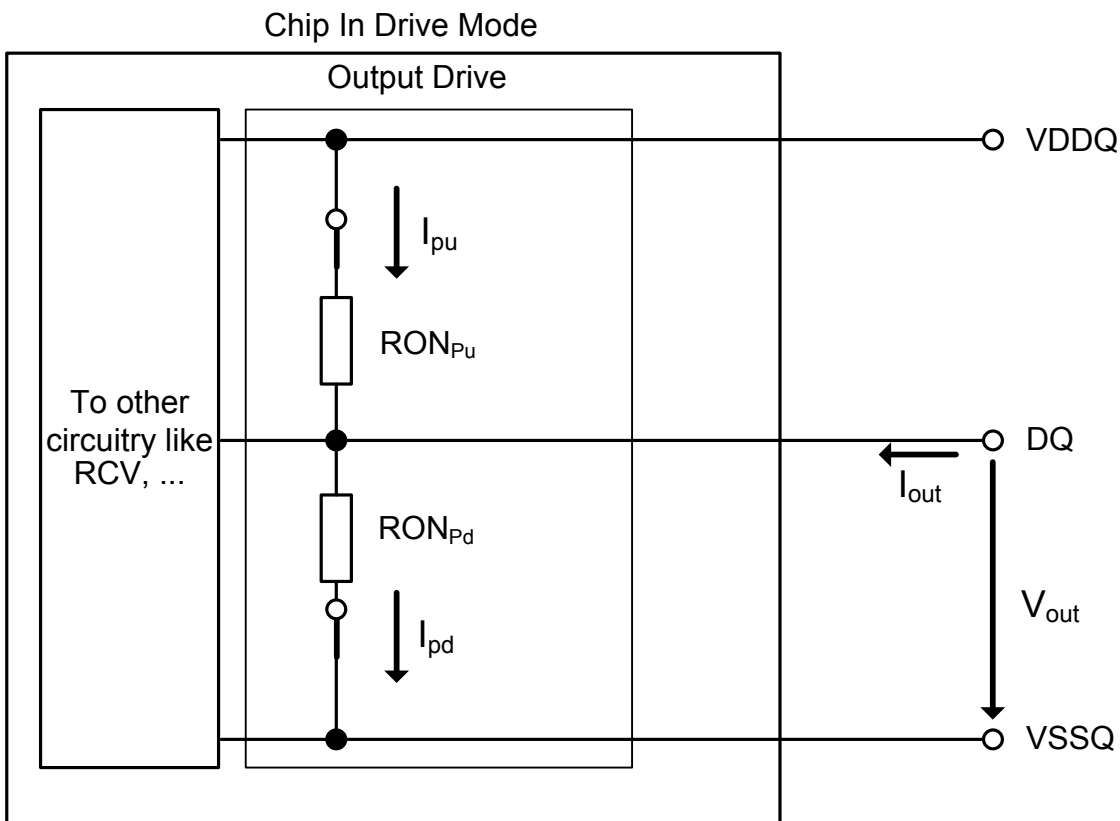 Chip In Drive Mode
Output Drive
VDDQ
Ipu
RONPu
To other
circuitry like
RCV, ...
DQ
Iout
RONPd
Vout
Ipd
VSSQ